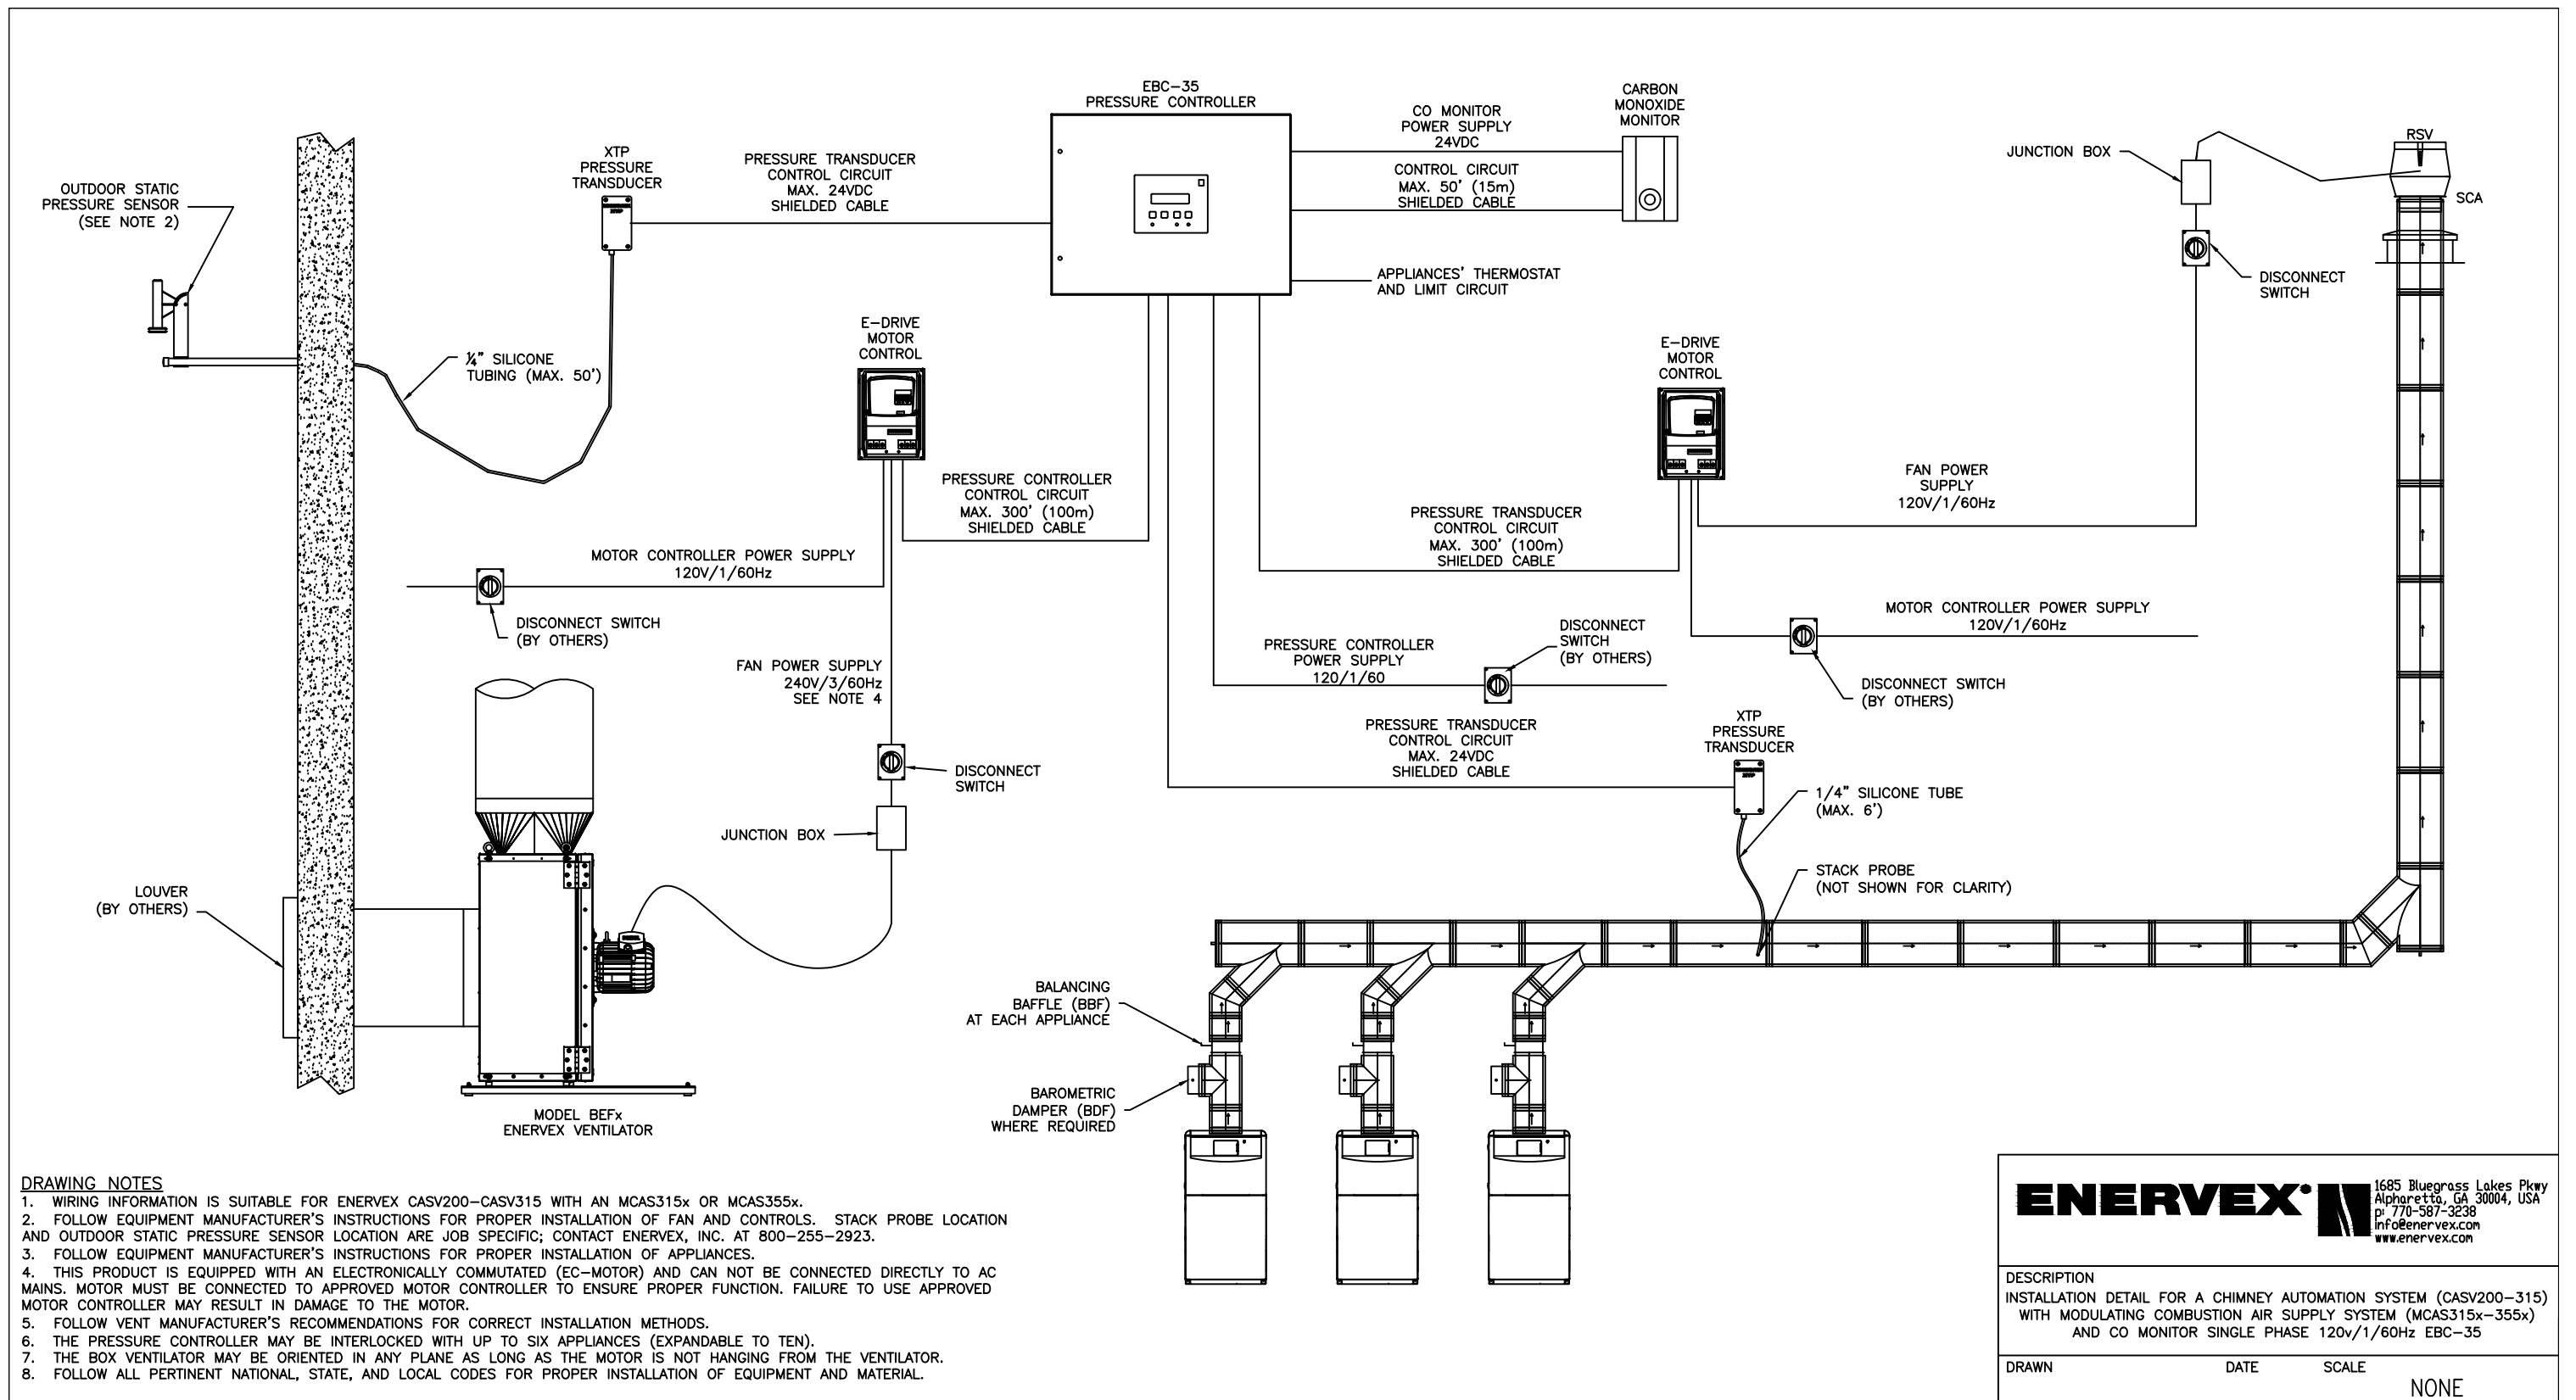 EBC-35
PRESSURE CONTROLLER
CARBON
MONOXIDE
MONITOR
CO MONITOR
POWER SUPPLY
24VDC
CONTROL CIRCUIT
MAX. 50' (15m)
SHIELDED CABLE
APPLIANCES' THERMOSTAT
AND LIMIT CIRCUIT
RSV
SCA
JUNCTION BOX
DISCONNECT
SWITCH
XTP
PRESSURE
TRANSDUCER
PRESSURE TRANSDUCER
CONTROL CIRCUIT
MAX. 24VDC
SHIELDED CABLE
OUTDOOR STATIC
PRESSURE SENSOR
(SEE NOTE 2)
¼" SILICONE
TUBING (MAX. 50')
E-DRIVE
MOTOR
CONTROL
E-DRIVE
MOTOR
CONTROL
PRESSURE CONTROLLER
CONTROL CIRCUIT
MAX. 300' (100m)
SHIELDED CABLE
PRESSURE TRANSDUCER
CONTROL CIRCUIT
MAX. 300' (100m)
SHIELDED CABLE
FAN POWER
SUPPLY
120V/1/60Hz
MOTOR CONTROLLER POWER SUPPLY
120V/1/60Hz
DISCONNECT SWITCH
(BY OTHERS)
MOTOR CONTROLLER POWER SUPPLY
120V/1/60Hz
DISCONNECT SWITCH
(BY OTHERS)
PRESSURE CONTROLLER
POWER SUPPLY
120/1/60
DISCONNECT
SWITCH
(BY OTHERS)
FAN POWER SUPPLY
240V/3/60Hz
SEE NOTE 4
DISCONNECT
SWITCH
JUNCTION BOX
PRESSURE TRANSDUCER
CONTROL CIRCUIT
MAX. 24VDC
SHIELDED CABLE
XTP
PRESSURE
TRANSDUCER
1/4" SILICONE TUBE
(MAX. 6')
STACK PROBE
(NOT SHOWN FOR CLARITY)
LOUVER
(BY OTHERS)
BALANCING
BAFFLE (BBF)
AT EACH APPLIANCE
BAROMETRIC
DAMPER (BDF)
WHERE REQUIRED
MODEL BEFx
ENERVEX VENTILATOR
DRAWING NOTES
1. WIRING INFORMATION IS SUITABLE FOR ENERVEX CASV200-CASV315 WITH AN MCAS315x OR MCAS355x.
2. FOLLOW EQUIPMENT MANUFACTURER'S INSTRUCTIONS FOR PROPER INSTALLATION OF FAN AND CONTROLS. STACK PROBE LOCATION
AND OUTDOOR STATIC PRESSURE SENSOR LOCATION ARE JOB SPECIFIC; CONTACT ENERVEX, INC. AT 800-255-2923.
3. FOLLOW EQUIPMENT MANUFACTURER'S INSTRUCTIONS FOR PROPER INSTALLATION OF APPLIANCES.
4. THIS PRODUCT IS EQUIPPED WITH AN ELECTRONICALLY COMMUTATED (EC-MOTOR) AND CAN NOT BE CONNECTED DIRECTLY TO AC
MAINS. MOTOR MUST BE CONNECTED TO APPROVED MOTOR CONTROLLER TO ENSURE PROPER FUNCTION. FAILURE TO USE APPROVED
MOTOR CONTROLLER MAY RESULT IN DAMAGE TO THE MOTOR.
5. FOLLOW VENT MANUFACTURER'S RECOMMENDATIONS FOR CORRECT INSTALLATION METHODS.
6. THE PRESSURE CONTROLLER MAY BE INTERLOCKED WITH UP TO SIX APPLIANCES (EXPANDABLE TO TEN).
7. THE BOX VENTILATOR MAY BE ORIENTED IN ANY PLANE AS LONG AS THE MOTOR IS NOT HANGING FROM THE VENTILATOR.
8. FOLLOW ALL PERTINENT NATIONAL, STATE, AND LOCAL CODES FOR PROPER INSTALLATION OF EQUIPMENT AND MATERIAL.
ENERVEX
1685 Bluegrass Lakes Pkwy
Alpharetta, GA 30004, USA
p: 770-587-3238
info@enervex.com
www.enervex.com
DESCRIPTION
INSTALLATION DETAIL FOR A CHIMNEY AUTOMATION SYSTEM (CASV200-315)
WITH MODULATING COMBUSTION AIR SUPPLY SYSTEM (MCAS315x-355x)
AND CO MONITOR SINGLE PHASE 120v/1/60Hz EBC-35
DRAWN DATE SCALE
NONE